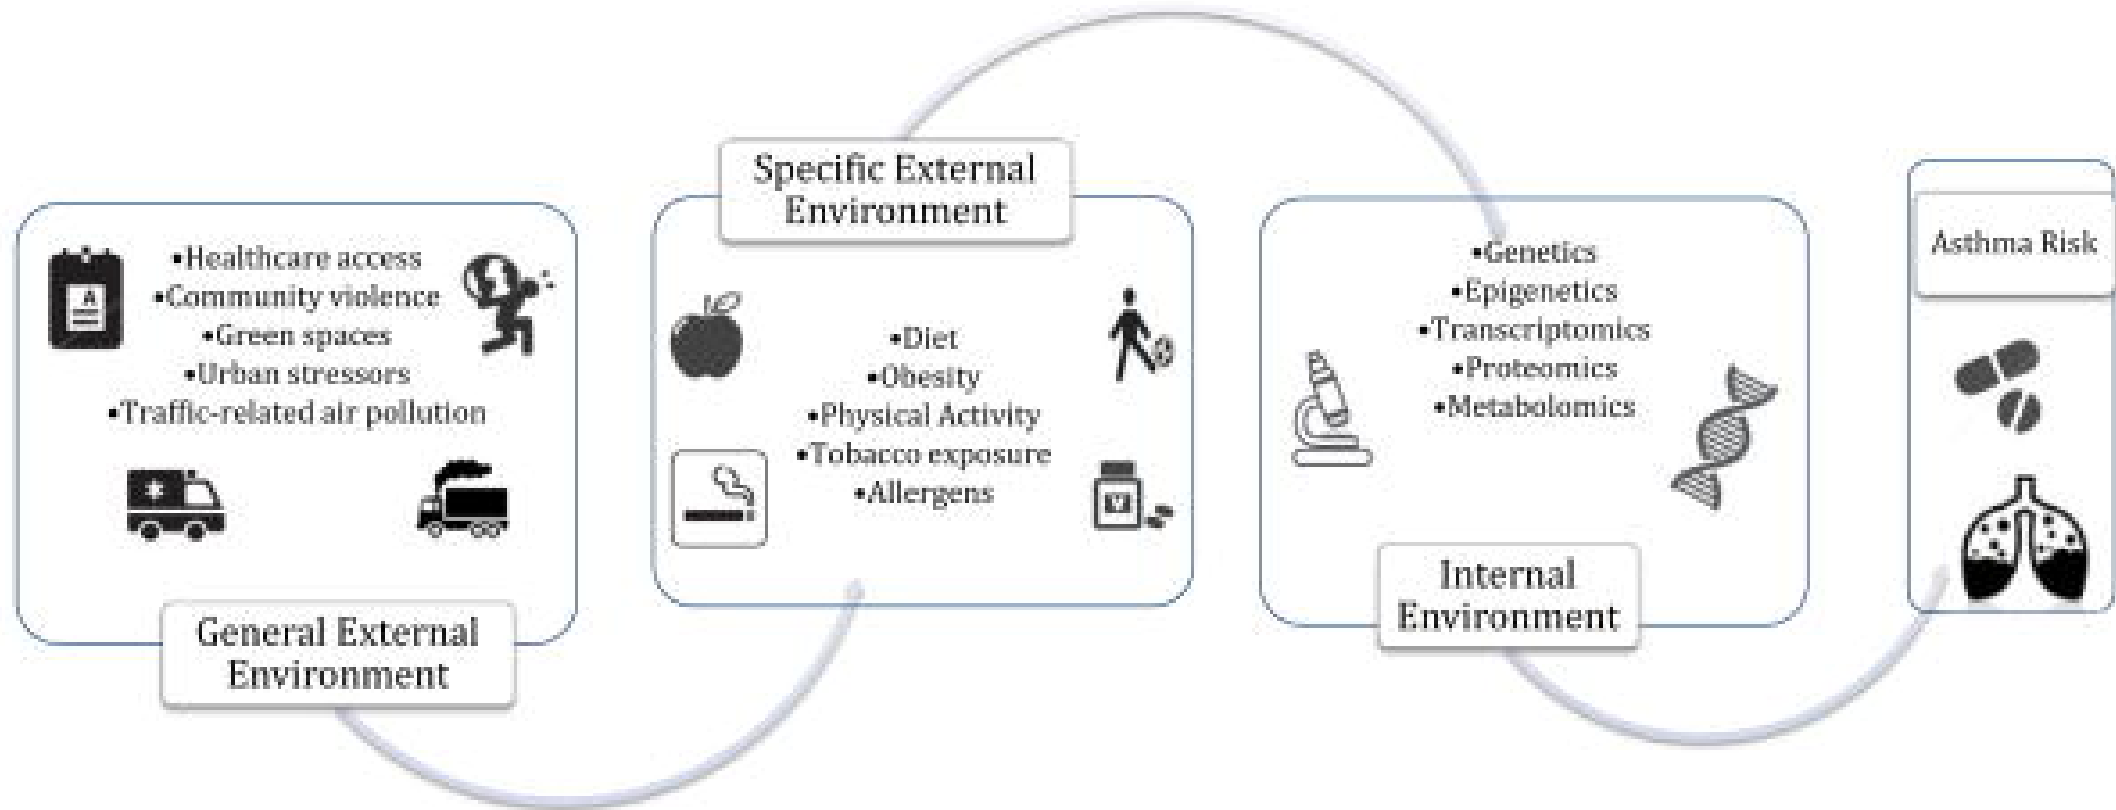 •Healthcare access
•Community violence
•Green spaces
•Urban stressors
•Traffic-related air pollution
General External
Environment
Specific External
Environment
•Diet
•Obesity
•Physical Activity
•Tobacco exposure
•Allergens
•Genetics
•Epigenetics
•Transcriptomics
•Proteomics
•Metabolomics
Internal
Environment
Asthma Risk
A